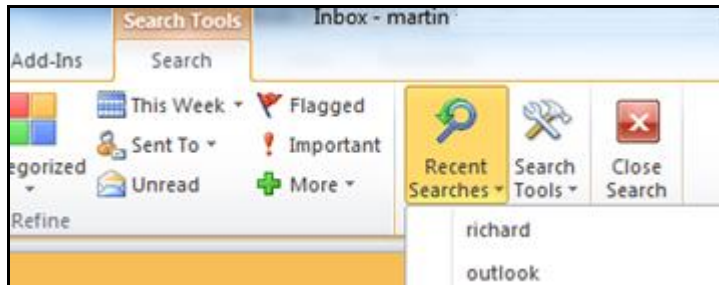 Search Tools
Inbox - martin
Add-Ins
Search
This Week
Flagged
Sent To
Important
egorized
Unread
More
Refine
Recent
Searches
Search
Tools
Close
Search
richard
outlook